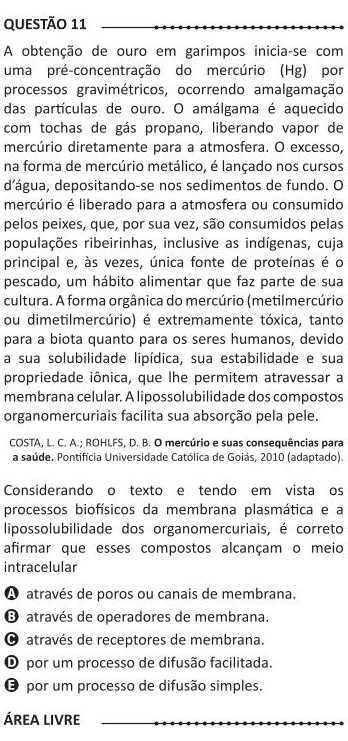 QUESTÃO 11
A obtenção de ouro em garimpos inicia-se com
uma pré-concentração do mercúrio (Hg) por
processos gravimétricos, ocorrendo amalgamação
das partículas de ouro. O amálgama é aquecido
com tochas de gás propano, liberando vapor de
mercúrio diretamente para a atmosfera. O excesso,
na forma de mercúrio metálico, é lançado nos cursos
d’água, depositando-se nos sedimentos de fundo. O
mercúrio é liberado para a atmosfera ou consumido
pelos peixes, que, por sua vez, são consumidos pelas
populações ribeirinhas, inclusive as indígenas, cuja
principal e, às vezes, única fonte de proteínas é o
pescado, um hábito alimentar que faz parte de sua
cultura. A forma orgânica do mercúrio (metilmercúrio
ou dimetilmercúrio) é extremamente tóxica, tanto
para a biota quanto para os seres humanos, devido
a sua solubilidade lipídica, sua estabilidade e sua
propriedade iônica, que lhe permitem atravessar a
membrana celular. A lipossolubilidade dos compostos
organomercuriais facilita sua absorção pela pele.
COSTA, L. C. A.; ROHLFS, D. B. O mercúrio e suas consequências para
a saúde. Pontifícia Universidade Católica de Goiás, 2010 (adaptado).
Considerando o texto e tendo em vista os
processos biofísicos da membrana plasmática e a
lipossolubilidade dos organomercuriais, é correto
afirmar que esses compostos alcançam o meio
intracelular
A através de poros ou canais de membrana.
B através de operadores de membrana.
C através de receptores de membrana.
D por um processo de difusão facilitada.
E por um processo de difusão simples.
ÁREA LIVRE